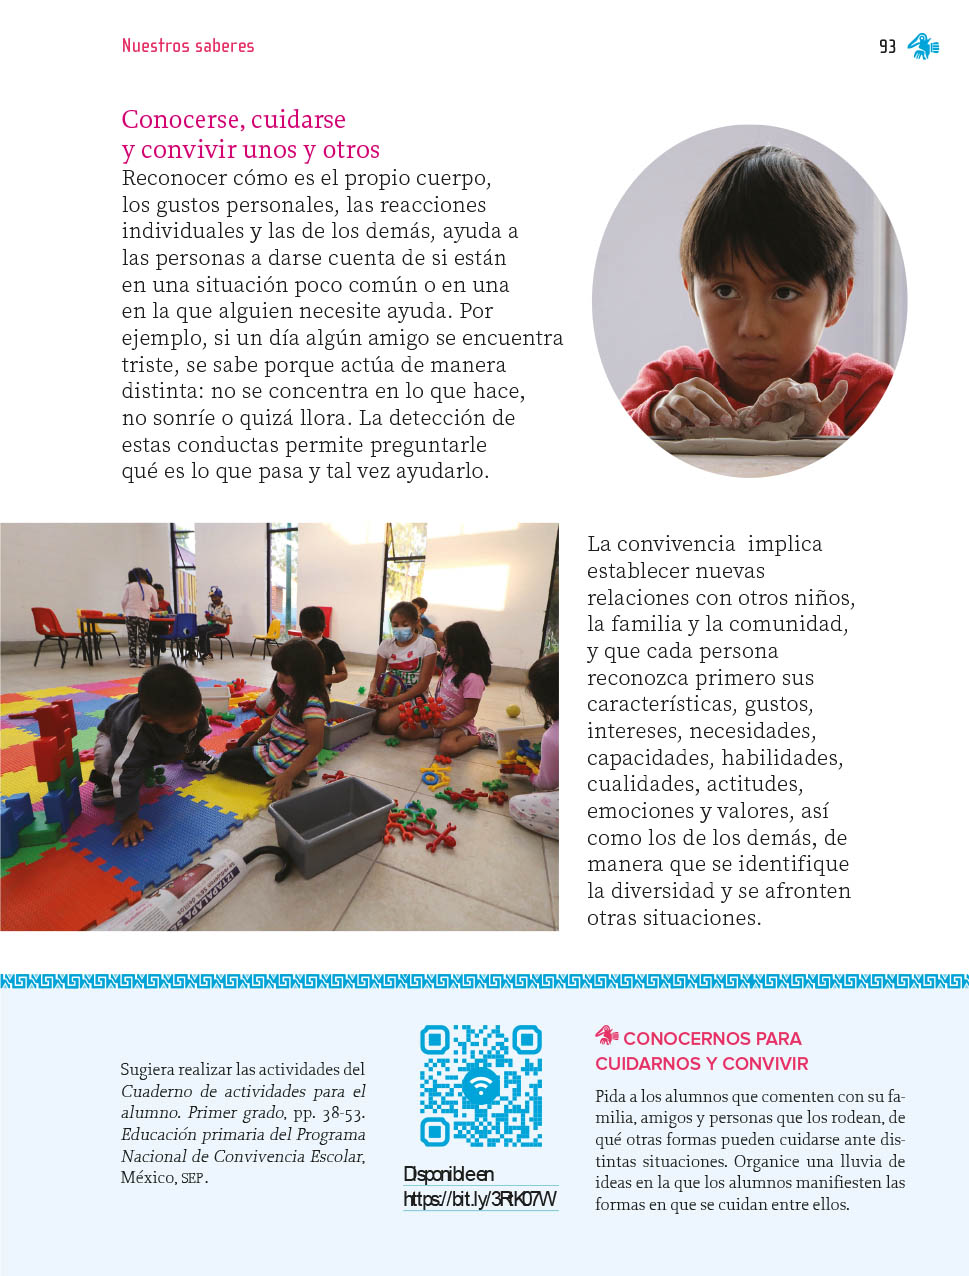 Nuestros saberes
93
Conocerse, cuidarse
y convivir unos y otros
Reconocer cómo es el propio cuerpo,
los gustos personales, las reacciones
individuales y las de los demás, ayuda a
las personas a darse cuenta de si están
en una situación poco común o en una
en la que alguien necesite ayuda. Por
ejemplo, si un día algún amigo se encuentra
triste, se sabe porque actúa de manera
distinta: no se concentra en lo que hace,
no sonríe o quizá llora. La detección de
estas conductas permite preguntarle
qué es lo que pasa y tal vez ayudarlo.
La convivencia  implica
establecer nuevas
relaciones con otros niños,
la familia y la comunidad,
y que cada persona
reconozca primero sus
características, gustos,
intereses, necesidades,
capacidades, habilidades,
cualidades, actitudes,
emociones y valores, así
como los de los demás, de
manera que se identifique
la diversidad y se afronten
otras situaciones.
IZTAPALAPA
Sugiera realizar las actividades del
Cuaderno de actividades para el
alumno. Primer grado, pp. 38-53.
Educación primaria del Programa
Nacional de Convivencia Escolar,
México, SEP.
Disponible en
https://bit.ly/3RtK07W
CONOCERNOS PARA
CUIDARNOS Y CONVIVIR
Pida a los alumnos que comenten con su fa-
milia, amigos y personas que los rodean, de
qué otras formas pueden cuidarse ante dis-
tintas situaciones. Organice una lluvia de
ideas en la que los alumnos manifiesten las
formas en que se cuidan entre ellos.